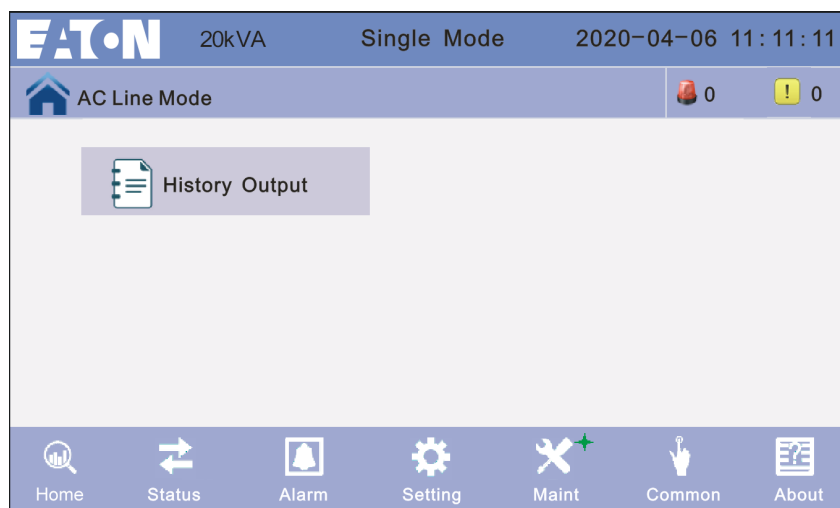 EATON 20kVA Single Mode 2020-04-06 11:11:11
AC Line Mode 0 ! 0
History Output
Home Status Alarm Setting Maint Common About